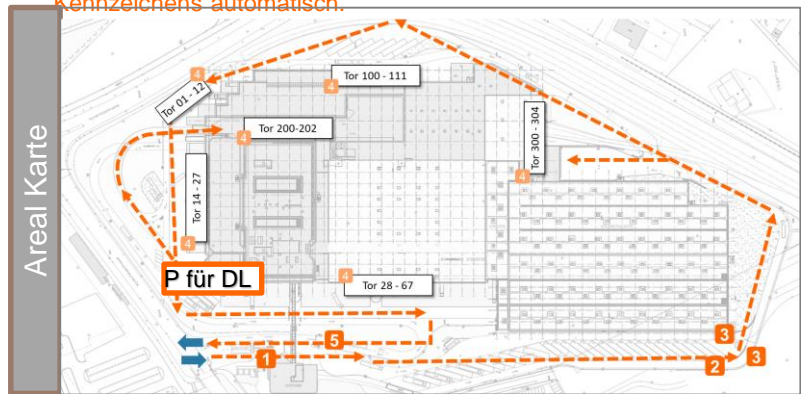 Kennzeichens automatisch.
Areal Karte
4
Tor 01 - 12
Tor 100 - 111
4
Tor 200-202
4
Tor 300 - 304
4
Tor 14 - 27
4
P für DL
4
Tor 28 - 67
5
1
3
2
3